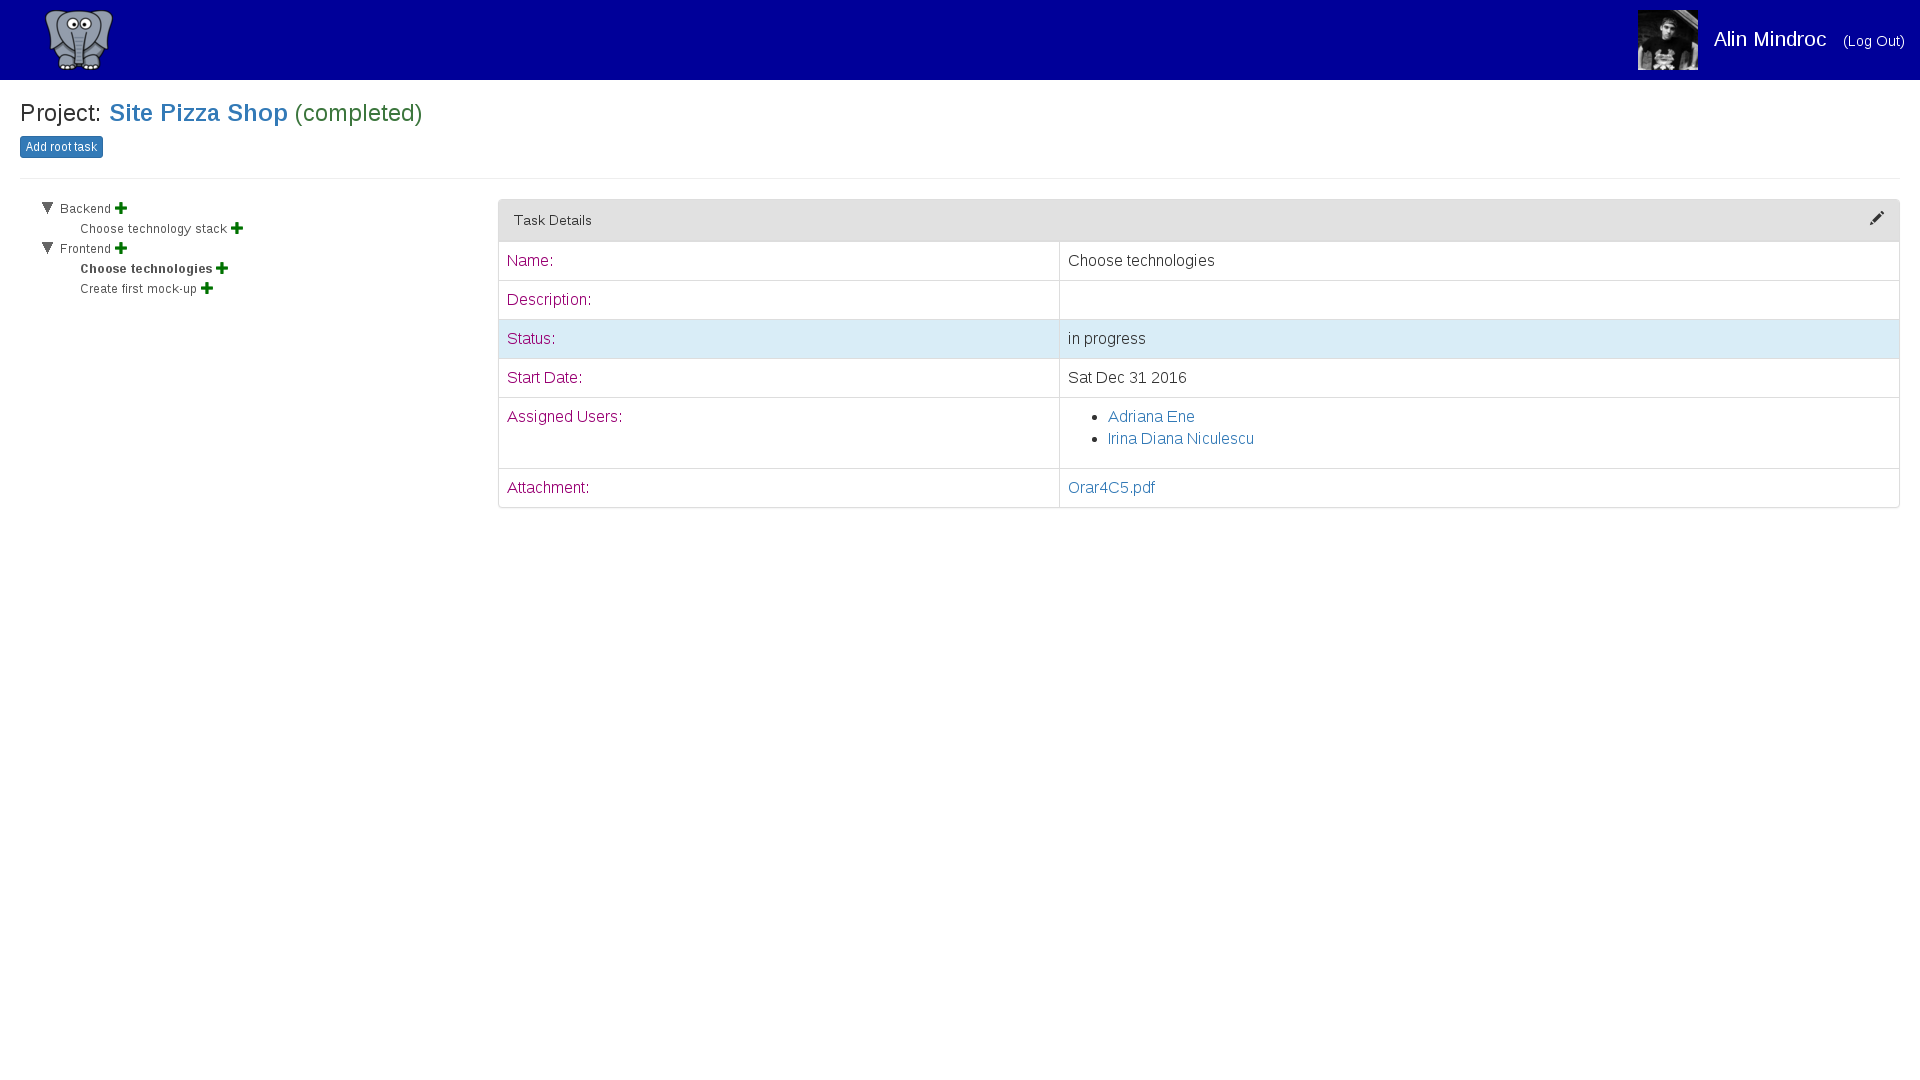 Alin Mindroc (Log Out)
Project: Site Pizza Shop (completed)
Add root task
Backend
Choose technology stack
Frontend
Choose technologies
Create first mock-up
Task Details
Name: Choose technologies
Description:
Status: in progress
Start Date: Sat Dec 31 2016
Assigned Users: Adriana Ene
Irina Diana Niculescu
Attachment: Orar4C5.pdf